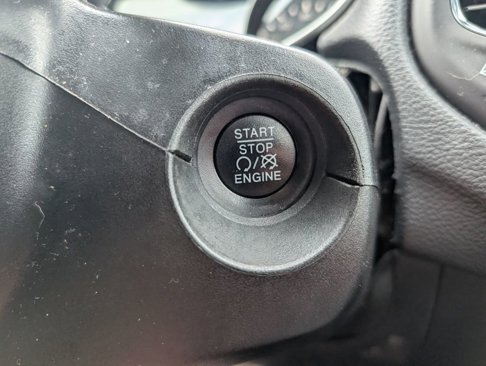 START
STOP
/
ENGINE